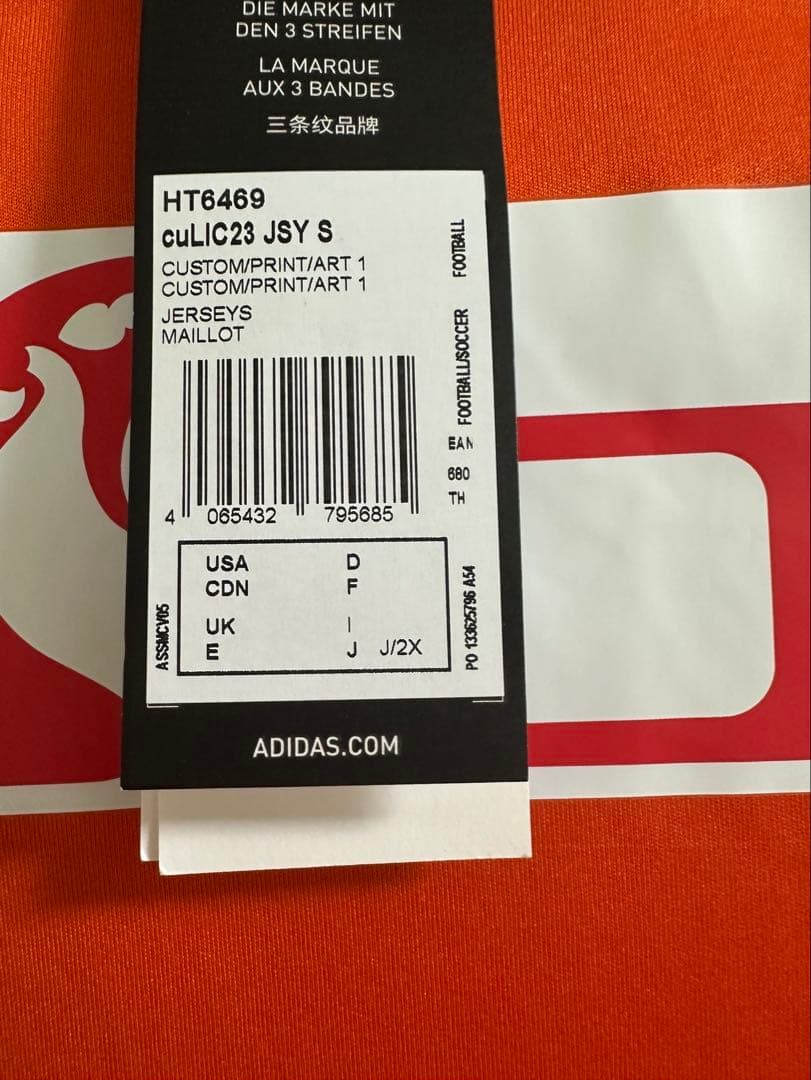 DIE MARKE MIT
DEN 3 STREIFEN
LA MARQUE
AUX 3 BANDES
三条纹品牌
HT6469
cuLIC23 JSY S
CUSTOM/PRINT/ART 1
CUSTOM/PRINT/ART 1
JERSEYS
MAILLOT
FOOTBALL
FOOTBALL/SOCCER
EAN
680
TH
4 065432 795685
USA D
CDN F
UK I
E J J/2X
ASSMCV05
PO 133625796 A54
ADIDAS.COM